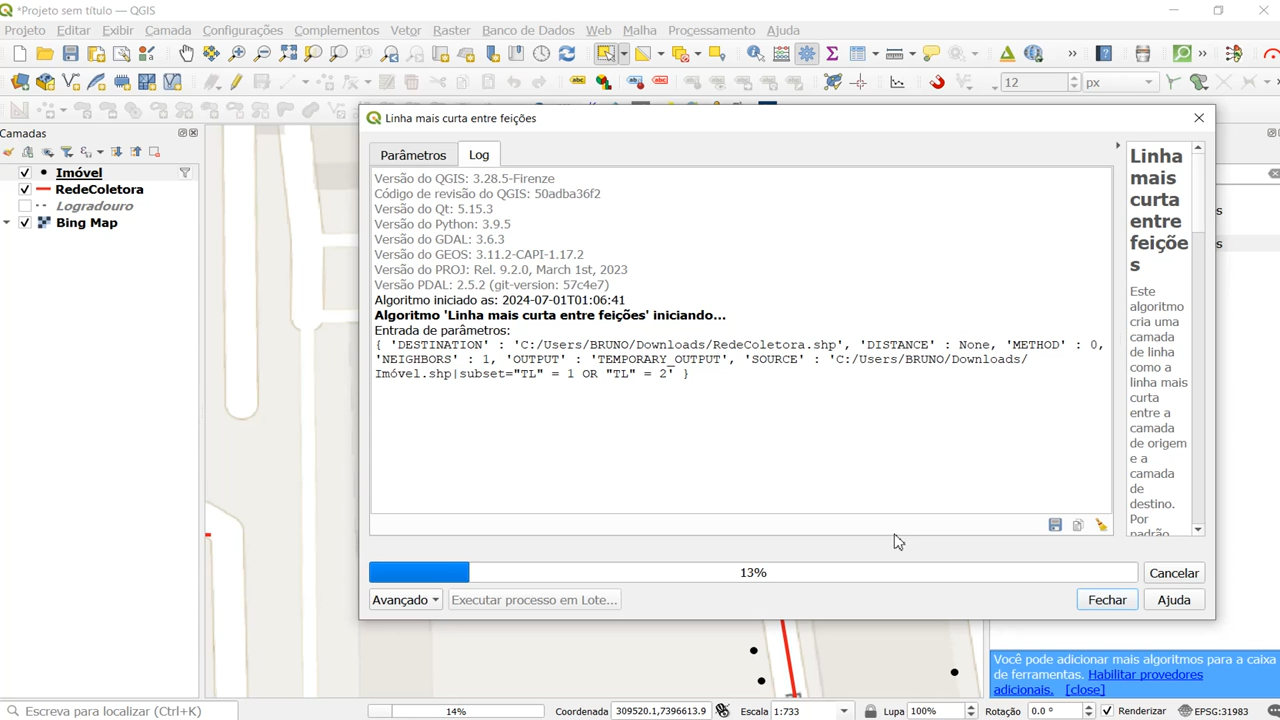 *Projeto sem título — QGIS
Projeto Editar Exibir Camada Configurações Complementos Vetor Raster Banco de Dados Web Malha Processamento Ajuda
12 px
Camadas
Imóvel
RedeColetora
Logradouro
Bing Map
Linha mais curta entre feições
Parâmetros Log
Versão do QGIS: 3.28.5-Firenze
Código de revisão do QGIS: 50adba36f2
Versão do Qt: 5.15.3
Versão do Python: 3.9.5
Versão do GDAL: 3.6.3
Versão do GEOS: 3.11.2-CAPI-1.17.2
Versão do PROJ: Rel. 9.2.0, March 1st, 2023
Versão PDAL: 2.5.2 (git-version: 57c4e7)
Algoritmo iniciado as: 2024-07-01T01:06:41
Algoritmo 'Linha mais curta entre feições' iniciando...
Entrada de parâmetros:
{ 'DESTINATION' : 'C:/Users/BRUNO/Downloads/RedeColetora.shp', 'DISTANCE' : None, 'METHOD' : 0,
'NEIGHBORS' : 1, 'OUTPUT' : 'TEMPORARY_OUTPUT', 'SOURCE' : 'C:/Users/BRUNO/Downloads/
Imóvel.shp|subset="TL" = 1 OR "TL" = 2' }
Linha
mais
curta
entre
feiçõe
s
Este
algoritmo
cria uma
camada
de linha
como a
linha mais
curta
entre a
camada
de origem
e a
camada
de
destino.
Por
padrão
13%
Cancelar
Avançado Executar processo em Lote... Fechar Ajuda
Você pode adicionar mais algoritmos para a caixa
de ferramentas. Habilitar provedores
adicionais. [close]
Escreva para localizar (Ctrl+K) 14% Coordenada 309520.1,7396613.9 Escala 1:733 Lupa 100% Rotação 0.0 ° Renderizar EPSG:31983